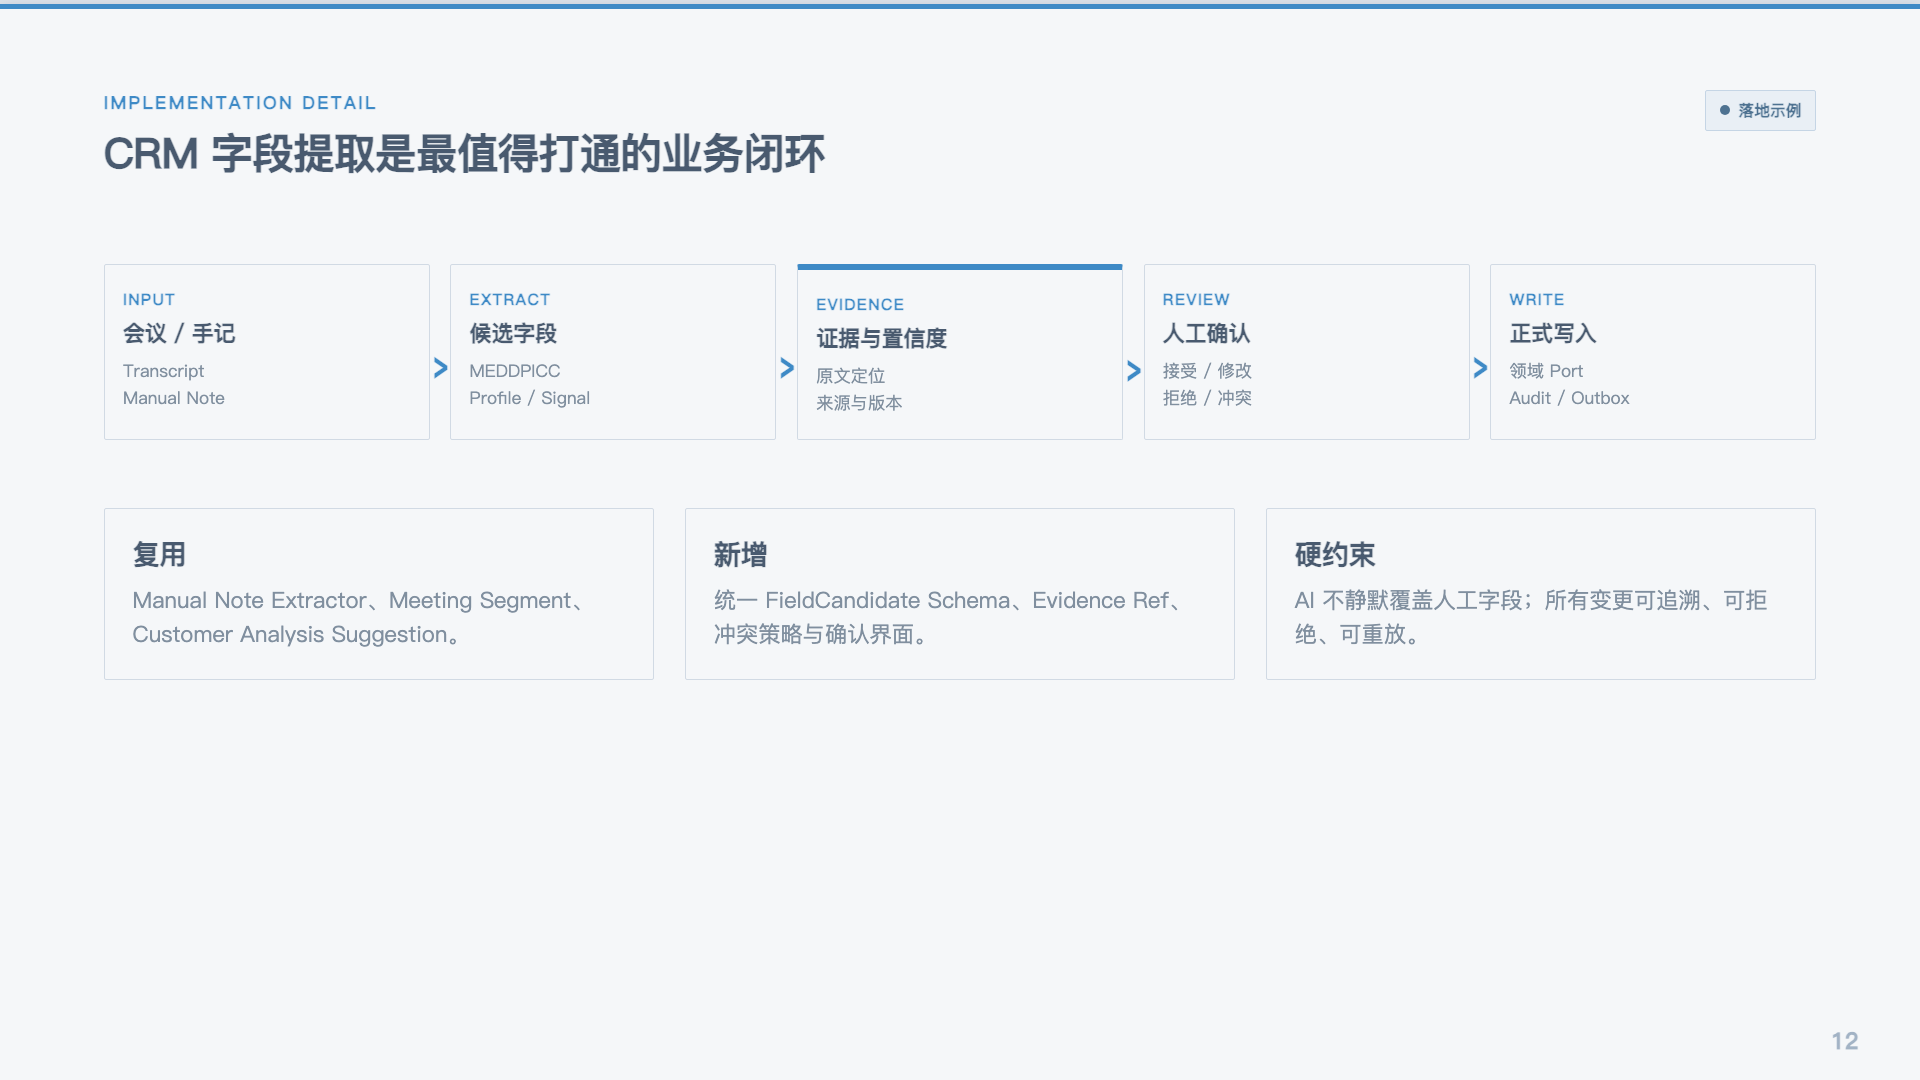 IMPLEMENTATION DETAIL
CRM 字段提取是最值得打通的业务闭环
落地示例
INPUT
会议 / 手记
Transcript
Manual Note
>
EXTRACT
候选字段
MEDDPICC
Profile / Signal
>
EVIDENCE
证据与置信度
原文定位
来源与版本
>
REVIEW
人工确认
接受 / 修改
拒绝 / 冲突
>
WRITE
正式写入
领域 Port
Audit / Outbox
复用
Manual Note Extractor、Meeting Segment、
Customer Analysis Suggestion。
新增
统一 FieldCandidate Schema、Evidence Ref、
冲突策略与确认界面。
硬约束
AI 不静默覆盖人工字段；所有变更可追溯、可拒
绝、可重放。
12